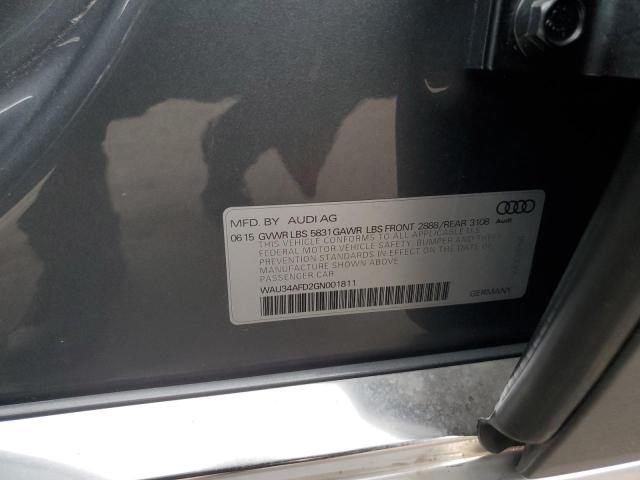 MFD. BY AUDI AG
Audi
0615 GVWR LBS 5831 GAWR LBS FRONT 2888/REAR 3108
THIS VEHICLE CONFORMS TO ALL APPLICABLE U.S.
FEDERAL MOTOR VEHICLE SAFETY, BUMPER AND THEFT
PREVENTION STANDARDS IN EFFECT ON THE DATE OF
MANUFACTURE SHOWN ABOVE.
PASSENGER CAR
WAU34AFD2GN001811
GERMANY